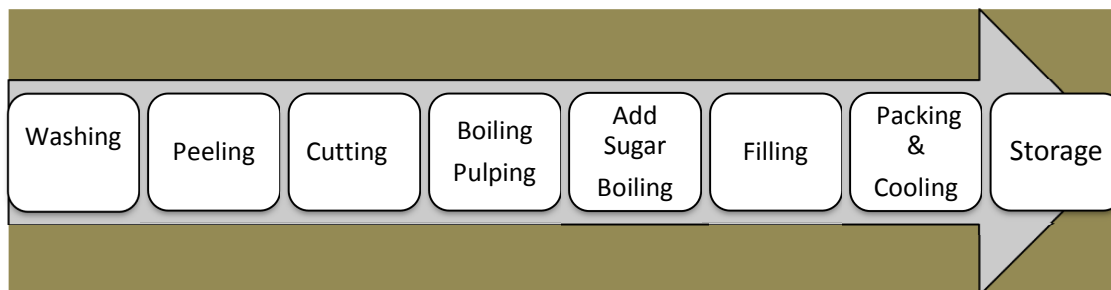 Washing
Peeling
Cutting
Boiling
Pulping
Add
Sugar
Boiling
Filling
Packing
&
Cooling
Storage